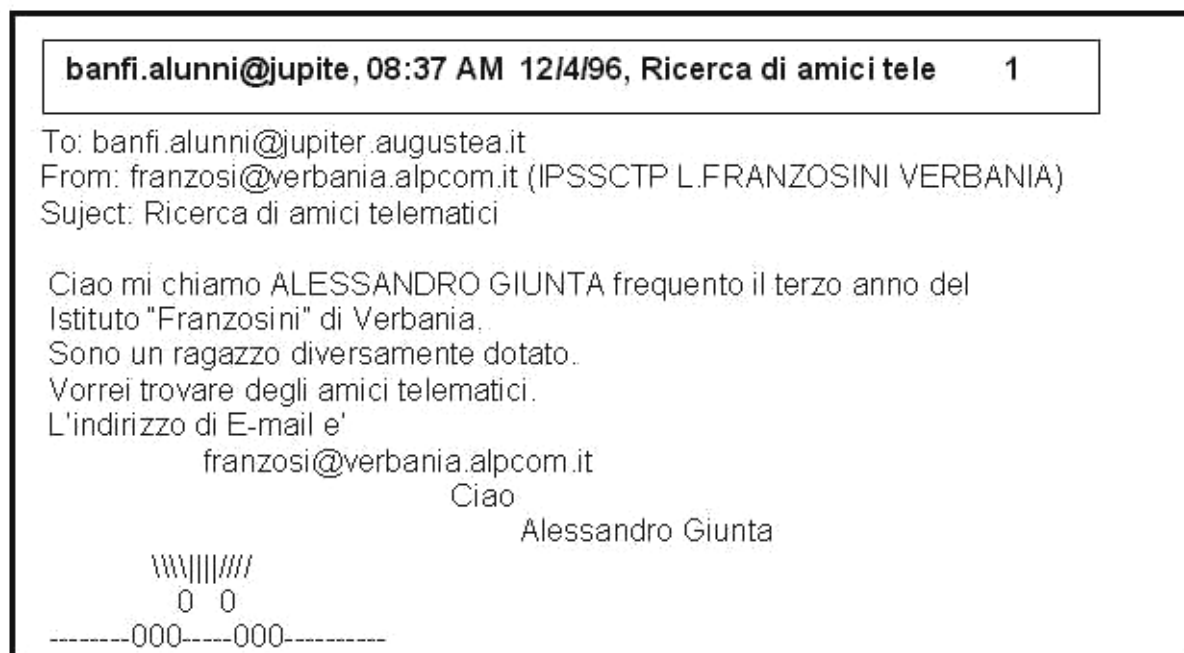 banfi.alunni@jupite, 08:37 AM 12/4/96, Ricerca di amici tele 1
To: banfi.alunni@jupiter.augustea.it
From: franzosi@verbania.alpcom.it (IPSSCTP L.FRANZOSINI VERBANIA)
Suject: Ricerca di amici telematici
Ciao mi chiamo ALESSANDRO GIUNTA frequento il terzo anno del
Istituto "Franzosini" di Verbania.
Sono un ragazzo diversamente dotato.
Vorrei trovare degli amici telematici.
L'indirizzo di E-mail e'
franzosi@verbania.alpcom.it
Ciao
Alessandro Giunta
\\\\||||////
0 0
--------000-----000----------